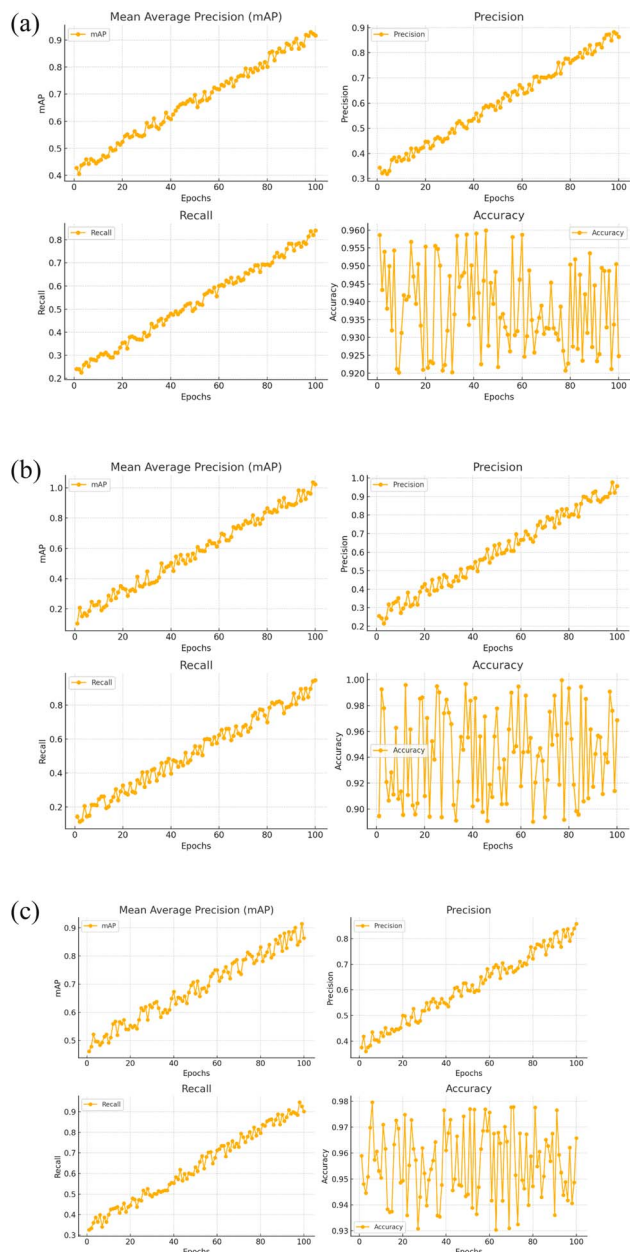 (a)
Mean Average Precision (mAP)
mAP
0.9
0.8
0.7
0.6
0.5
0.4
mAP
0
20
40
60
80
100
Epochs
Precision
Precision
0.9
0.8
0.7
0.6
0.5
0.4
0.3
Precision
0
20
40
60
80
100
Epochs
Recall
Recall
0.8
0.7
0.6
0.5
0.4
0.3
0.2
Recall
0
20
40
60
80
100
Epochs
Accuracy
Accuracy
0.960
0.955
0.950
0.945
0.940
0.935
0.930
0.925
0.920
Accuracy
0
20
40
60
80
100
Epochs
(b)
Mean Average Precision (mAP)
mAP
1.0
0.8
0.6
0.4
0.2
mAP
0
20
40
60
80
100
Epochs
Precision
Precision
1.0
0.9
0.8
0.7
0.6
0.5
0.4
0.3
0.2
Precision
0
20
40
60
80
100
Epochs
Recall
Recall
0.8
0.6
0.4
0.2
Recall
0
20
40
60
80
100
Epochs
Accuracy
Accuracy
1.00
0.98
0.96
0.94
0.92
0.90
Accuracy
0
20
40
60
80
100
Epochs
(c)
Mean Average Precision (mAP)
mAP
0.9
0.8
0.7
0.6
0.5
mAP
0
20
40
60
80
100
Epochs
Precision
Precision
0.8
0.7
0.6
0.5
0.4
Precision
0
20
40
60
80
100
Epochs
Recall
Recall
0.9
0.8
0.7
0.6
0.5
0.4
0.3
Recall
0
20
40
60
80
100
Epochs
Accuracy
0.98
0.97
0.96
0.95
0.94
0.93
Accuracy
Accuracy
0
20
40
60
80
100
Epochs